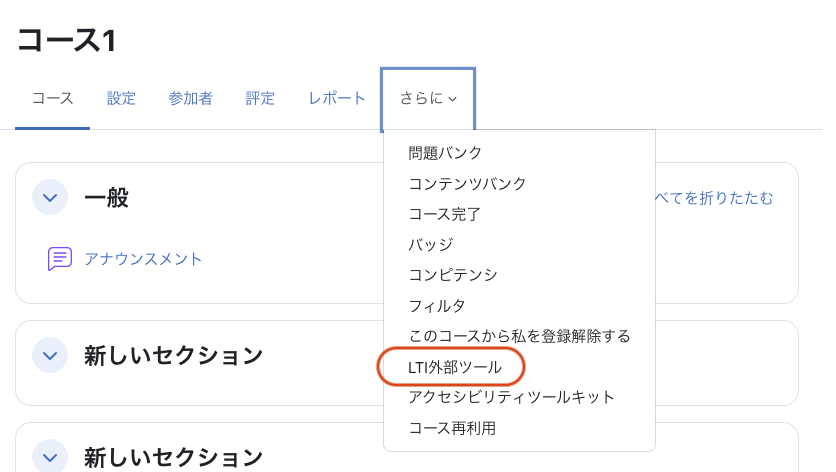 コース1
コース 設定 参加者 評定 レポート さらに
問題バンク
コンテンツバンク
コース完了
バッジ
コンピテンシ
フィルタ
このコースから私を登録解除する
LTI外部ツール
アクセシビリティツールキット
コース再利用
一般
べてを折りたたむ
アナウンスメント
新しいセクション
新しいセクション